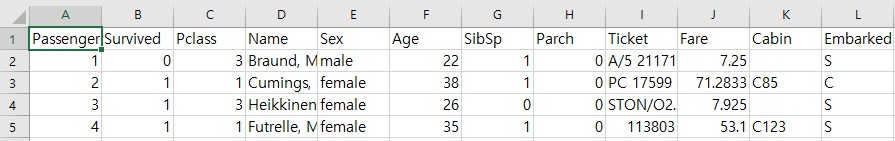 A B C D E F G H I J K L
1 Passenger Survived Pclass Name Sex Age SibSp Parch Ticket Fare Cabin Embarked
2 1 0 3 Braund, M male 22 1 0 A/5 21171 7.25 S
3 2 1 1 Cumings, female 38 1 0 PC 17599 71.2833 C85 C
4 3 1 3 Heikkinen female 26 0 0 STON/O2. 7.925 S
5 4 1 1 Futrelle, M female 35 1 0 113803 53.1 C123 S